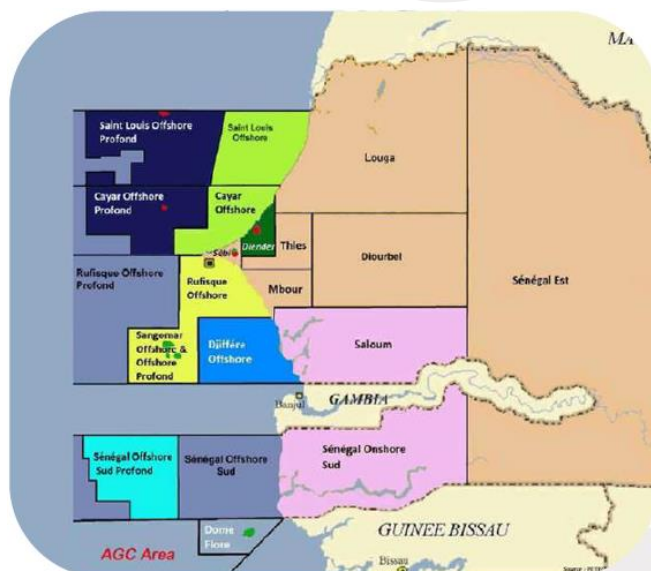 MA
Saint Louis Offshore
Profond
Saint Louis
Offshore
Louga
Cayar Offshore
Profond
Cayar
Offshore
Diender
Thies
Diourbel
Sénégal Est
Rufisque Offshore
Profond
Rufisque
Offshore
Mbour
Sangomar
Offshore &
Offshore
Profond
Djiffére
Offshore
Saloum
Banjul
GAMBIA
Sénégal Offshore
Sud Profond
Sénégal Offshore
Sud
Sénégal Onshore
Sud
Dome
Flore
AGC Area
GUINEE BISSAU
Bissau